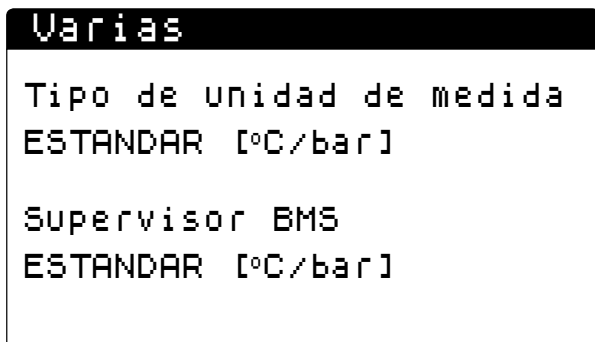 Varias
Tipo de unidad de medida
ESTANDAR [ºC/bar]
Supervisor BMS
ESTANDAR [ºC/bar]